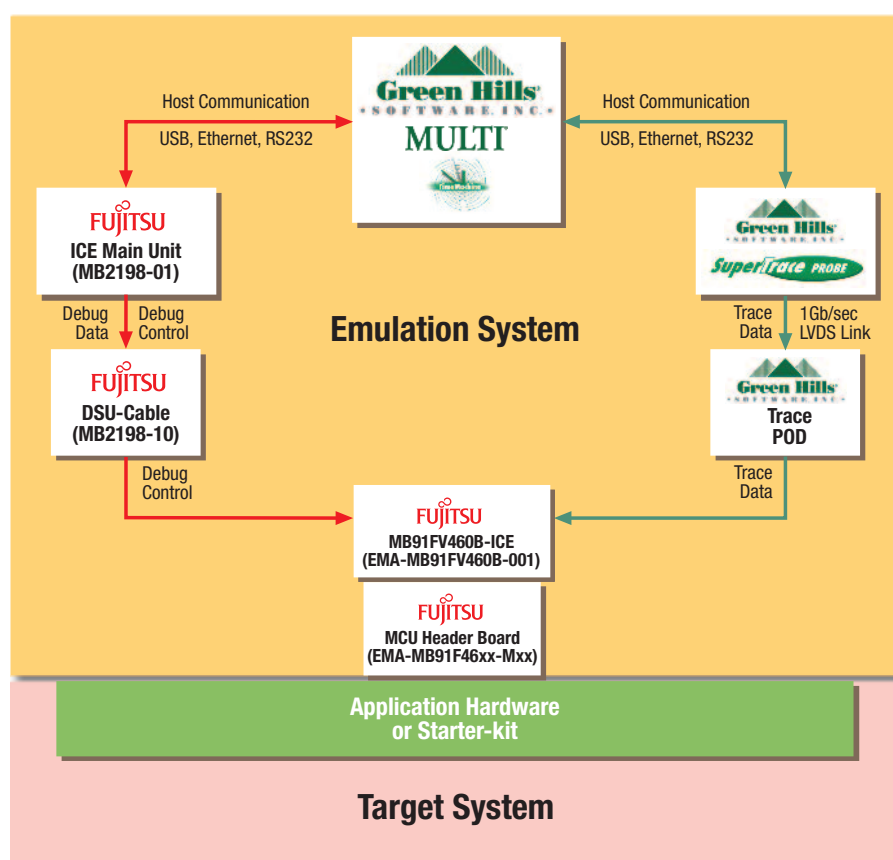 Green Hills
SOFTWARE, INC.
MULTI
TimeMachine
Host Communication
USB, Ethernet, RS232
Host Communication
USB, Ethernet, RS232
FUJITSU
ICE Main Unit
(MB2198-01)
Green Hills
SOFTWARE, INC.
SuperTrace PROBE
Debug
Data
Debug
Control
Emulation System
Trace
Data
1Gb/sec
LVDS Link
FUJITSU
DSU-Cable
(MB2198-10)
Green Hills
SOFTWARE, INC.
Trace
POD
Debug
Control
Trace
Data
FUJITSU
MB91FV460B-ICE
(EMA-MB91FV460B-001)
FUJITSU
MCU Header Board
(EMA-MB91F46xx-Mxx)
Application Hardware
or Starter-kit
Target System